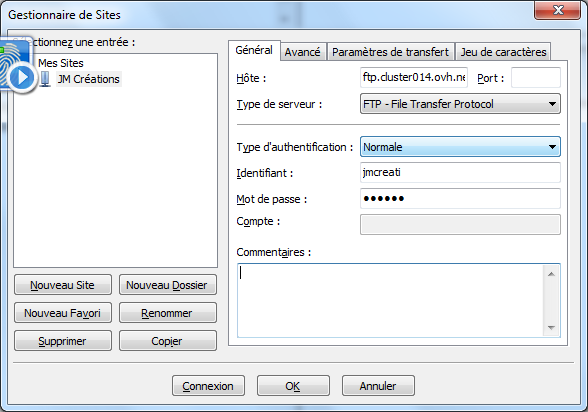 Gestionnaire de Sites
Sélectionnez une entrée :
Mes Sites
JM Créations
Nouveau Site
Nouveau Dossier
Nouveau Favori
Renommer
Supprimer
Copier
Général
Avancé
Paramètres de transfert
Jeu de caractères
Hôte :
ftp.cluster014.ovh.ne
Port :
Type de serveur :
FTP - File Transfer Protocol
Type d'authentification :
Normale
Identifiant :
jmcreati
Mot de passe :
●●●●●●
Compte :
Commentaires :
Connexion
OK
Annuler